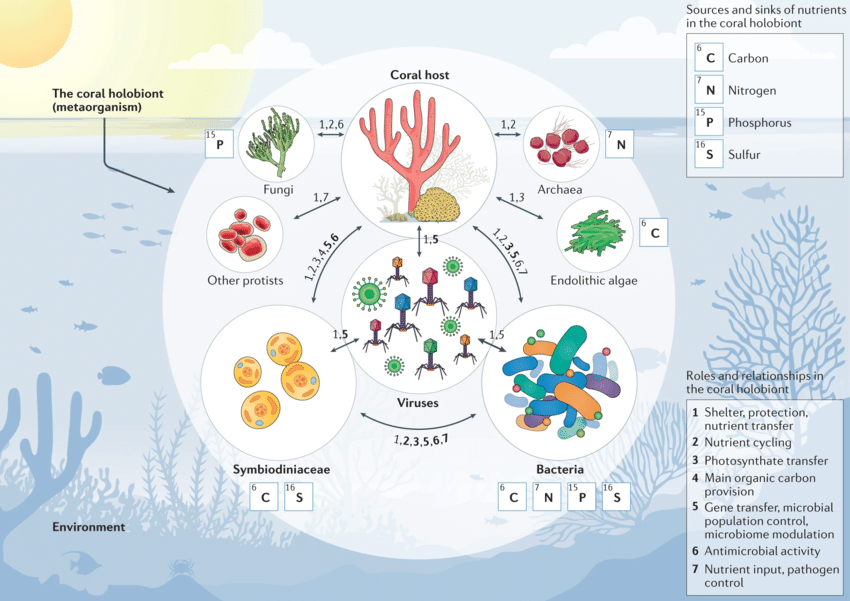 Sources and sinks of nutrients
in the coral holobiont
6
C Carbon
7
N Nitrogen
15
P Phosphorus
16
S Sulfur
The coral holobiont
(metaorganism)
Coral host
15
P
1,2,6
1,2
7
N
Fungi
Archaea
1,7
1,3
6
C
Other protists
Endolithic algae
1,2,3,4,5,6
1,5
1,2,3,5,6,7
1,5
1,5
Viruses
1,2,3,5,6,7
Symbiodiniaceae
Bacteria
6
C
16
S
6
C
7
N
15
P
16
S
Environment
Roles and relationships in
the coral holobiont
1 Shelter, protection,
nutrient transfer
2 Nutrient cycling
3 Photosynthate transfer
4 Main organic carbon
provision
5 Gene transfer, microbial
population control,
microbiome modulation
6 Antimicrobial activity
7 Nutrient input, pathogen
control